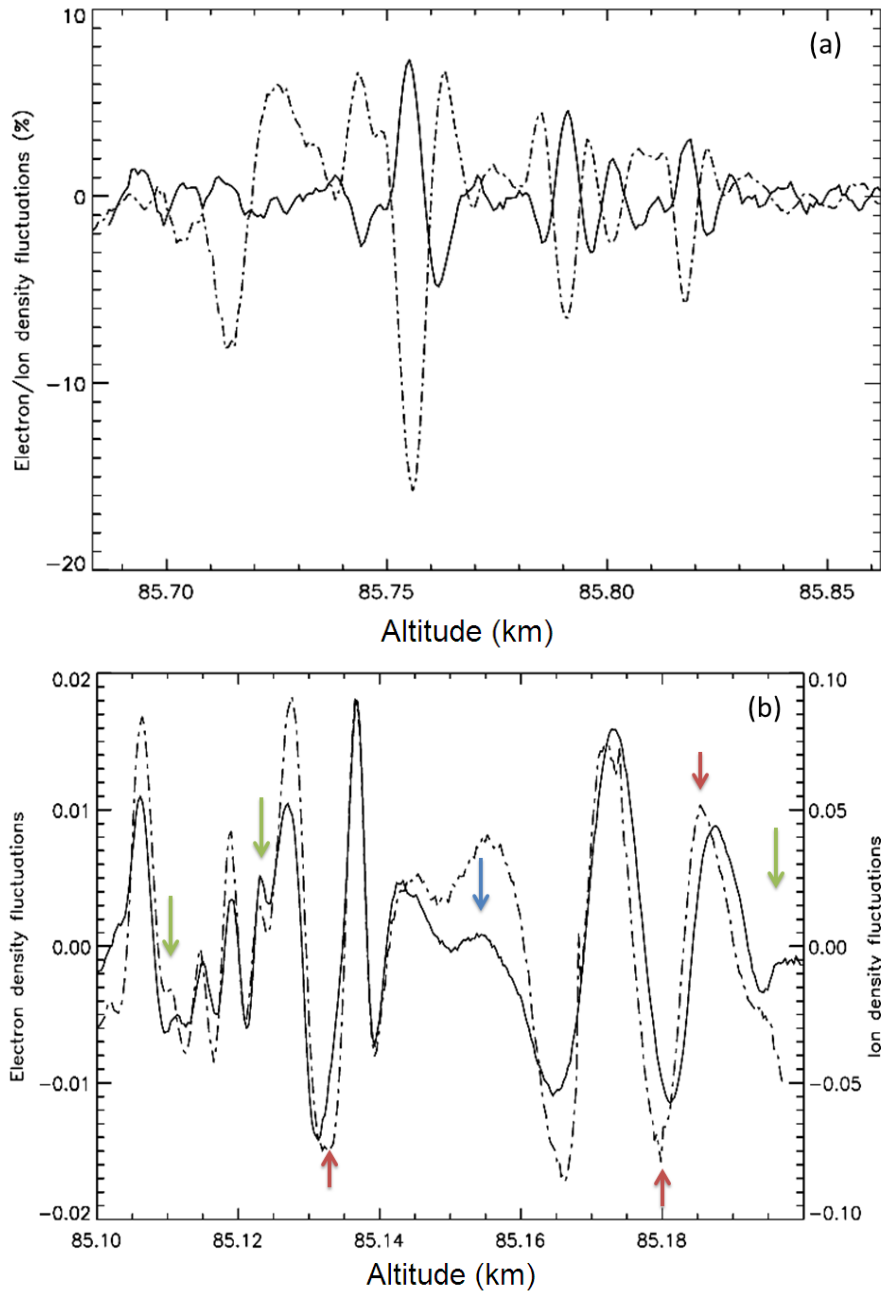 (a)
Electron/Ion density fluctuations (%)
10
0
−10
−20
85.70 85.75 85.80 85.85
Altitude (km)
(b)
Electron density fluctuations
0.02
0.01
0.00
−0.01
−0.02
0.10
0.05
0.00
−0.05
−0.10
Ion density fluctuations
85.10 85.12 85.14 85.16 85.18
Altitude (km)